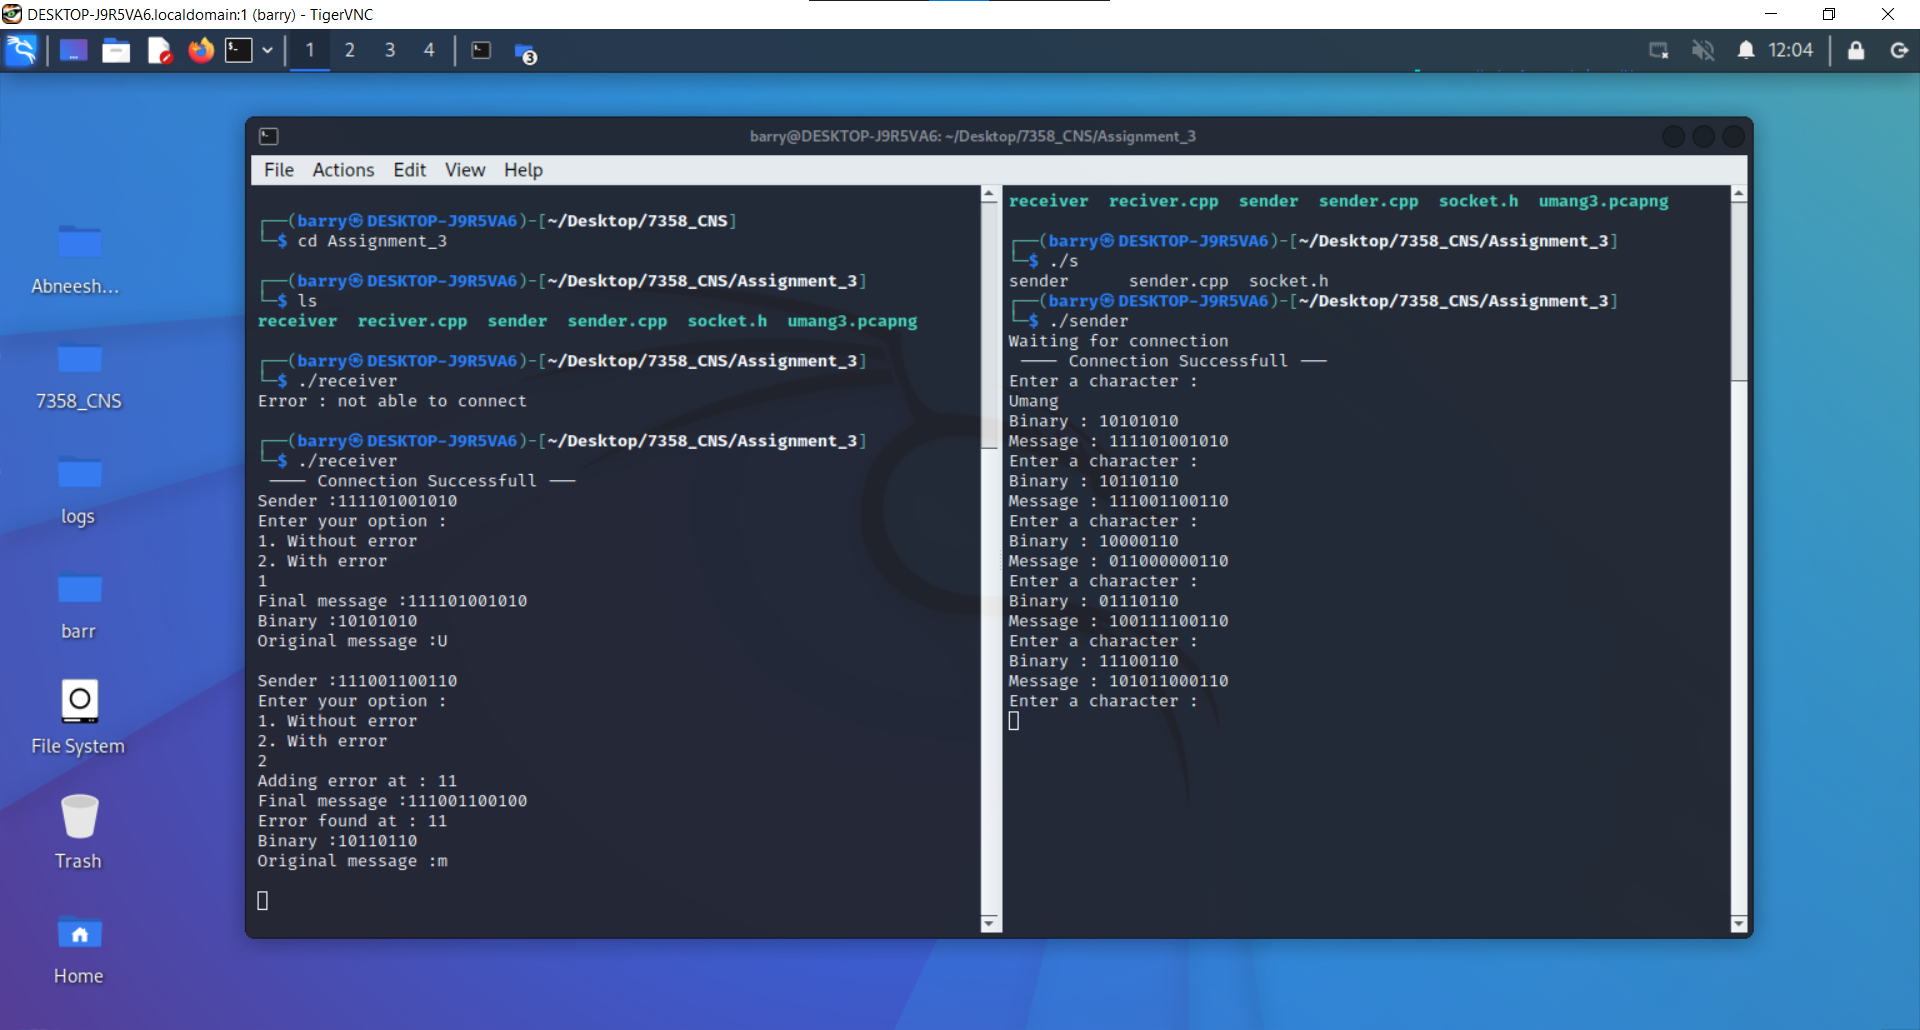 DESKTOP-J9R5VA6.localdomain:1 (barry) - TigerVNC
1 2 3 4 3 12:04
barry@DESKTOP-J9R5VA6: ~/Desktop/7358_CNS/Assignment_3
File Actions Edit View Help
Abneesh...
7358_CNS
logs
barr
File System
Trash
Home
┌──(barry㉿DESKTOP-J9R5VA6)-[~/Desktop/7358_CNS]
└─$ cd Assignment_3
┌──(barry㉿DESKTOP-J9R5VA6)-[~/Desktop/7358_CNS/Assignment_3]
└─$ ls
receiver reciver.cpp sender sender.cpp socket.h umang3.pcapng
┌──(barry㉿DESKTOP-J9R5VA6)-[~/Desktop/7358_CNS/Assignment_3]
└─$ ./receiver
Error : not able to connect
┌──(barry㉿DESKTOP-J9R5VA6)-[~/Desktop/7358_CNS/Assignment_3]
└─$ ./receiver
──── Connection Successfull ───
Sender :111101001010
Enter your option :
1. Without error
2. With error
1
Final message :111101001010
Binary :10101010
Original message :U
Sender :111001100110
Enter your option :
1. Without error
2. With error
2
Adding error at : 11
Final message :111001100100
Error found at : 11
Binary :10110110
Original message :m
receiver reciver.cpp sender sender.cpp socket.h umang3.pcapng
┌──(barry㉿DESKTOP-J9R5VA6)-[~/Desktop/7358_CNS/Assignment_3]
└─$ ./s
sender sender.cpp socket.h
┌──(barry㉿DESKTOP-J9R5VA6)-[~/Desktop/7358_CNS/Assignment_3]
└─$ ./sender
Waiting for connection
──── Connection Successfull ───
Enter a character :
Umang
Binary : 10101010
Message : 111101001010
Enter a character :
Binary : 10110110
Message : 111001100110
Enter a character :
Binary : 10000110
Message : 011000000110
Enter a character :
Binary : 01110110
Message : 100111100110
Enter a character :
Binary : 11100110
Message : 101011000110
Enter a character :